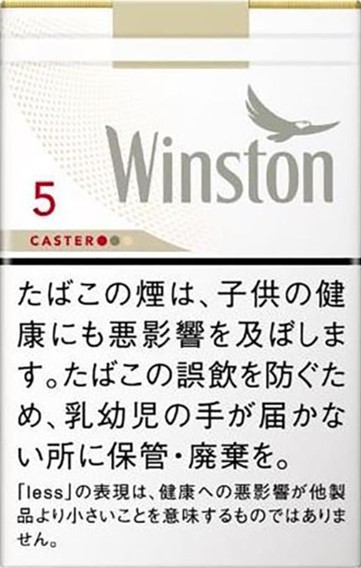 Winston
5
CASTER
たばこの煙は、子供の健
康にも悪影響を及ぼしま
す。たばこの誤飲を防ぐた
め、乳幼児の手が届かな
い所に保管・廃棄を。
「less」の表現は、健康への悪影響が他製
品より小さいことを意味するものではありま
せん。